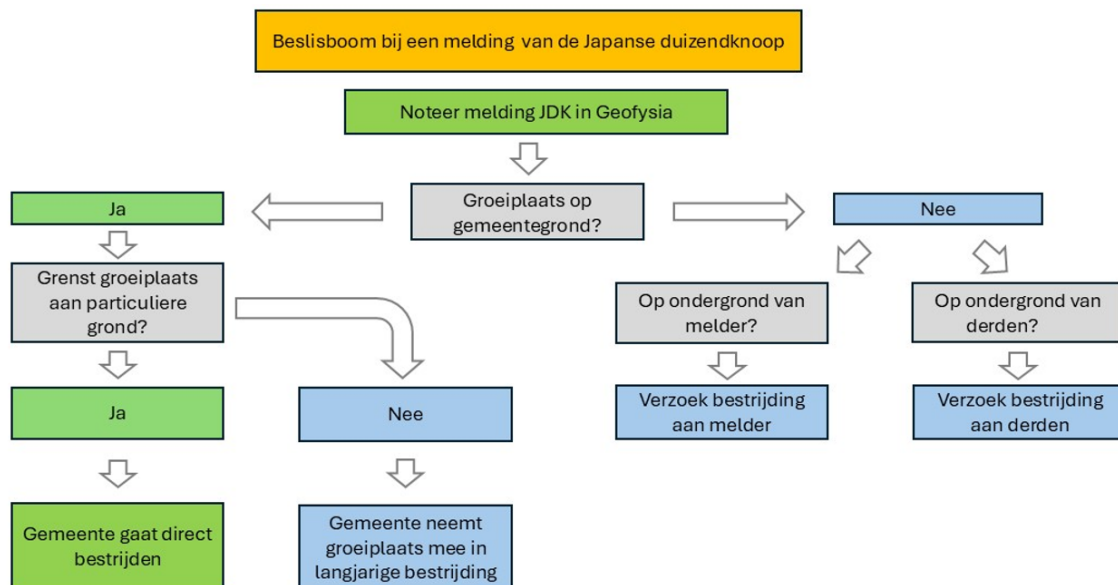 Beslisboom bij een melding van de Japanse duizendknoop
Noteer melding JDK in Geofysia
Groeiplaats op
gemeentegrond?
Ja
Nee
Grenst groeiplaats
aan particuliere
grond?
Op ondergrond van
melder?
Op ondergrond van
derden?
Ja
Nee
Verzoek bestrijding
aan melder
Verzoek bestrijding
aan derden
Gemeente gaat direct
bestrijden
Gemeente neemt
groeiplaats mee in
langjarige bestrijding